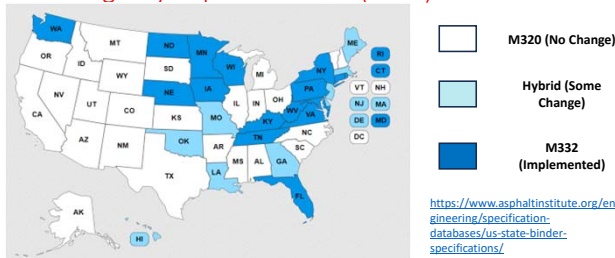 WA
MT
ND
MN
ME
OR
ID
SD
WI
MI
NY
RI
WY
CT
NV
NE
IA
PA
VT
NH
UT
CO
IL
IN
OH
NJ
MA
CA
KS
MO
KY
WV
VA
DE
MD
DC
AZ
NM
OK
AR
TN
NC
SC
TX
LA
MS
AL
GA
FL
AK
HI
M320 (No Change)
Hybrid (Some
Change)
M332
(Implemented)
https://www.asphaltinstitute.org/en
gineering/specification-
databases/us-state-binder-
specifications/